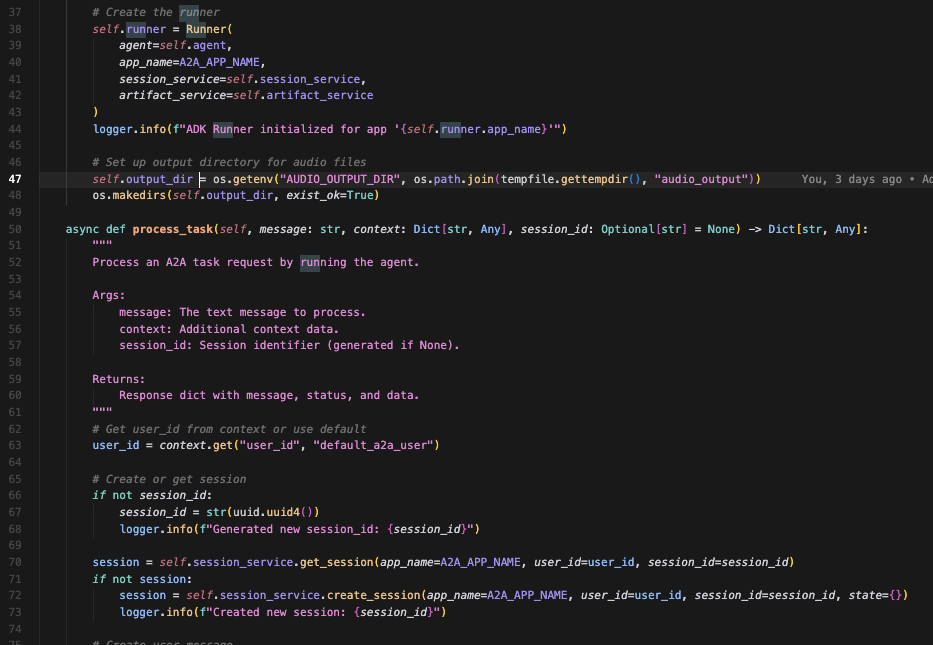 37 # Create the runner
38 self.runner = Runner(
39 agent=self.agent,
40 app_name=A2A_APP_NAME,
41 session_service=self.session_service,
42 artifact_service=self.artifact_service
43 )
44 logger.info(f"ADK Runner initialized for app '{self.runner.app_name}'")
45
46 # Set up output directory for audio files
47 self.output_dir = os.getenv("AUDIO_OUTPUT_DIR", os.path.join(tempfile.gettempdir(), "audio_output")) You, 3 days ago •
48 os.makedirs(self.output_dir, exist_ok=True)
49
50 async def process_task(self, message: str, context: Dict[str, Any], session_id: Optional[str] = None) -> Dict[str, Any]:
51 """
52 Process an A2A task request by running the agent.
53
54 Args:
55 message: The text message to process.
56 context: Additional context data.
57 session_id: Session identifier (generated if None).
58
59 Returns:
60 Response dict with message, status, and data.
61 """
62 # Get user_id from context or use default
63 user_id = context.get("user_id", "default_a2a_user")
64
65 # Create or get session
66 if not session_id:
67 session_id = str(uuid.uuid4())
68 logger.info(f"Generated new session_id: {session_id}")
69
70 session = self.session_service.get_session(app_name=A2A_APP_NAME, user_id=user_id, session_id=session_id)
71 if not session:
72 session = self.session_service.create_session(app_name=A2A_APP_NAME, user_id=user_id, session_id=session_id, state={})
73 logger.info(f"Created new session: {session_id}")
74
75 # Create user message